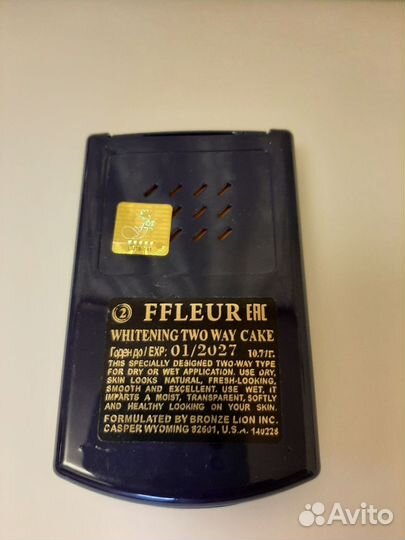 ② FFLEUR EAC
WHITENING TWO WAY CAKE
Годен до/EXP: 01/2027 10.7 гг.
THIS SPECIALLY DESIGNED TWO-WAY TYPE
FOR DRY OR WET APPLICATION. USE DRY,
SKIN LOOKS NATURAL, FRESH-LOOKING,
SMOOTH AND EXCELLENT. USE WET, IT
IMPARTS A MOIST, TRANSPARENT, SOFTLY
AND HEALTHY LOOKING ON YOUR SKIN.
FORMULATED BY BRONZE LION INC.
CASPER WYOMING 82601, U.S.A. 140228
Avito